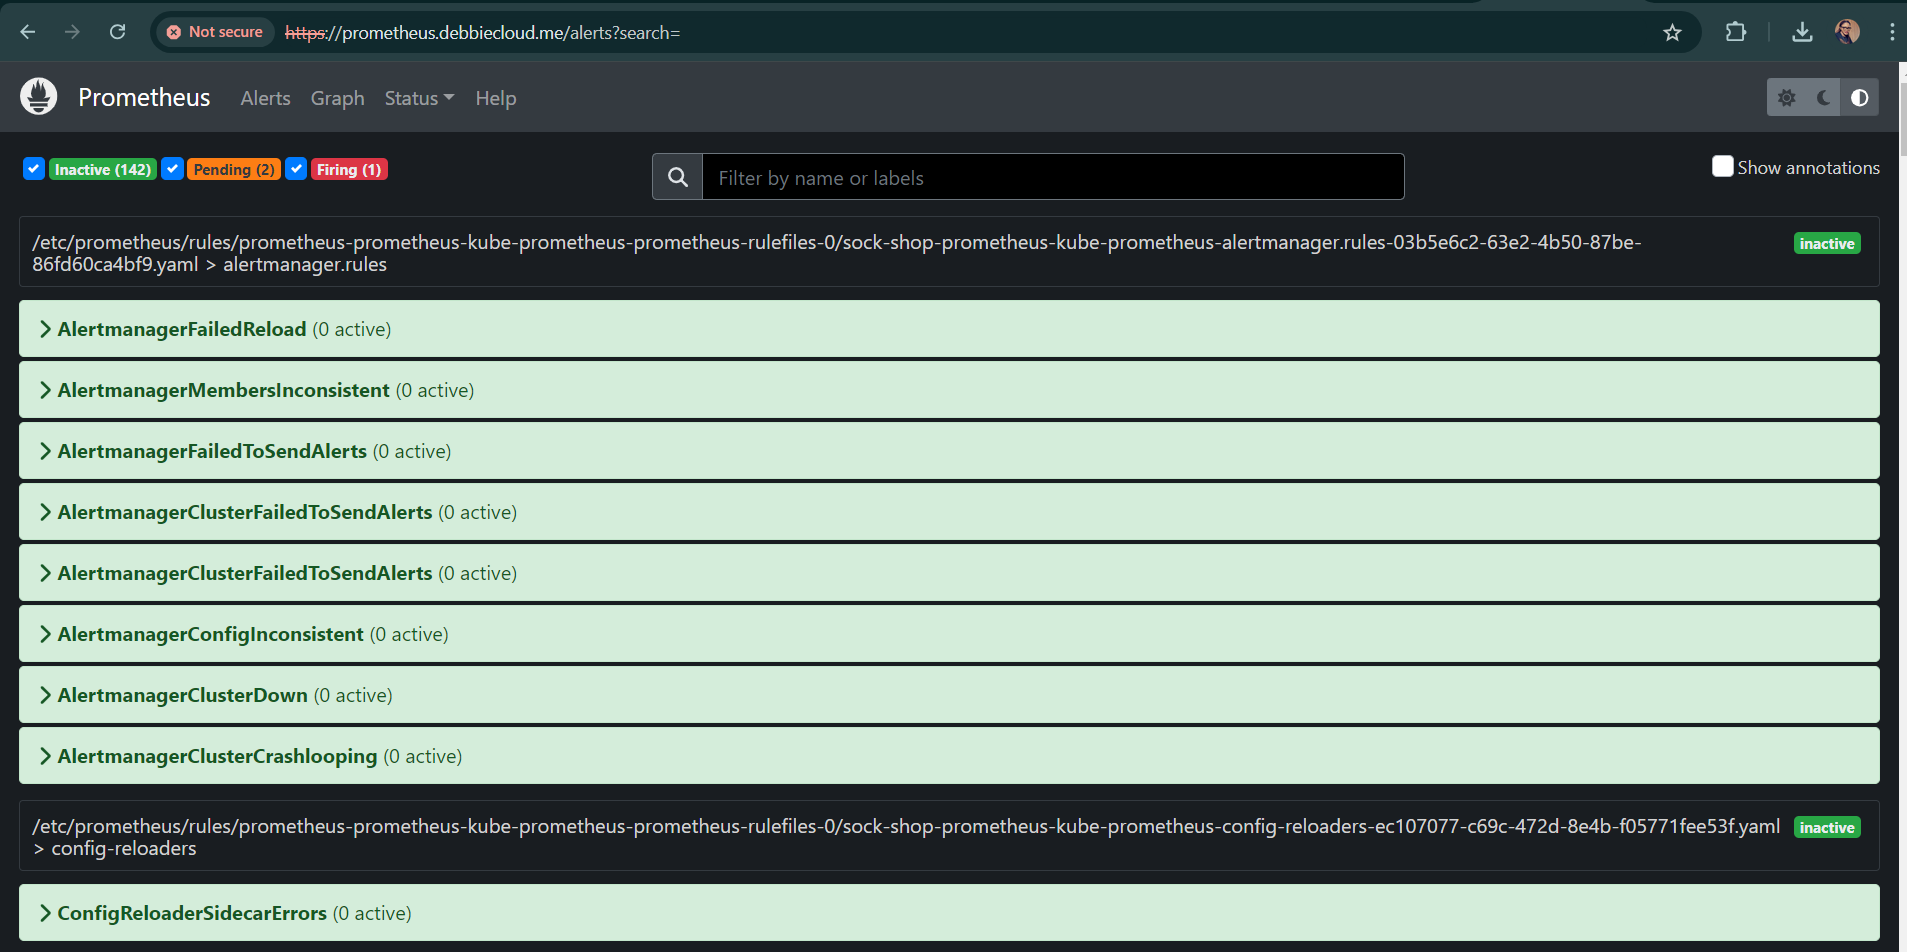 Not secure https://prometheus.debbiecloud.me/alerts?search=
Prometheus Alerts Graph Status Help
Inactive (142) Pending (2) Firing (1) Filter by name or labels Show annotations
/etc/prometheus/rules/prometheus-prometheus-kube-prometheus-prometheus-rulefiles-0/sock-shop-prometheus-kube-prometheus-alertmanager.rules-03b5e6c2-63e2-4b50-87be- inactive
86fd60ca4bf9.yaml > alertmanager.rules
AlertmanagerFailedReload (0 active)
AlertmanagerMembersInconsistent (0 active)
AlertmanagerFailedToSendAlerts (0 active)
AlertmanagerClusterFailedToSendAlerts (0 active)
AlertmanagerClusterFailedToSendAlerts (0 active)
AlertmanagerConfigInconsistent (0 active)
AlertmanagerClusterDown (0 active)
AlertmanagerClusterCrashlooping (0 active)
/etc/prometheus/rules/prometheus-prometheus-kube-prometheus-prometheus-rulefiles-0/sock-shop-prometheus-kube-prometheus-config-reloaders-ec107077-c69c-472d-8e4b-f05771fee53f.yaml inactive
> config-reloaders
ConfigReloaderSidecarErrors (0 active)